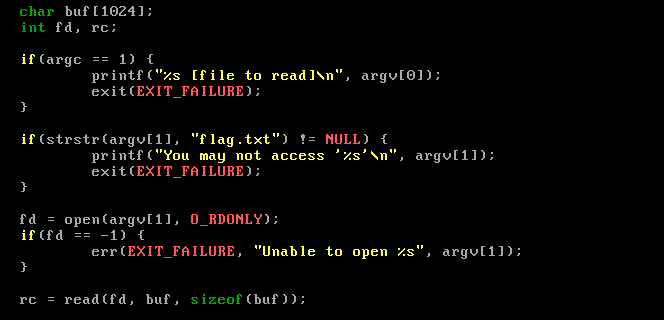 char buf[1024];
int fd, rc;
if(argc == 1) {
printf("%s [file to read]\n", argv[0]);
exit(EXIT_FAILURE);
}
if(strstr(argv[1], "flag.txt") != NULL) {
printf("You may not access '%s'\n", argv[1]);
exit(EXIT_FAILURE);
}
fd = open(argv[1], O_RDONLY);
if(fd == -1) {
err(EXIT_FAILURE, "Unable to open %s", argv[1]);
}
rc = read(fd, buf, sizeof(buf));